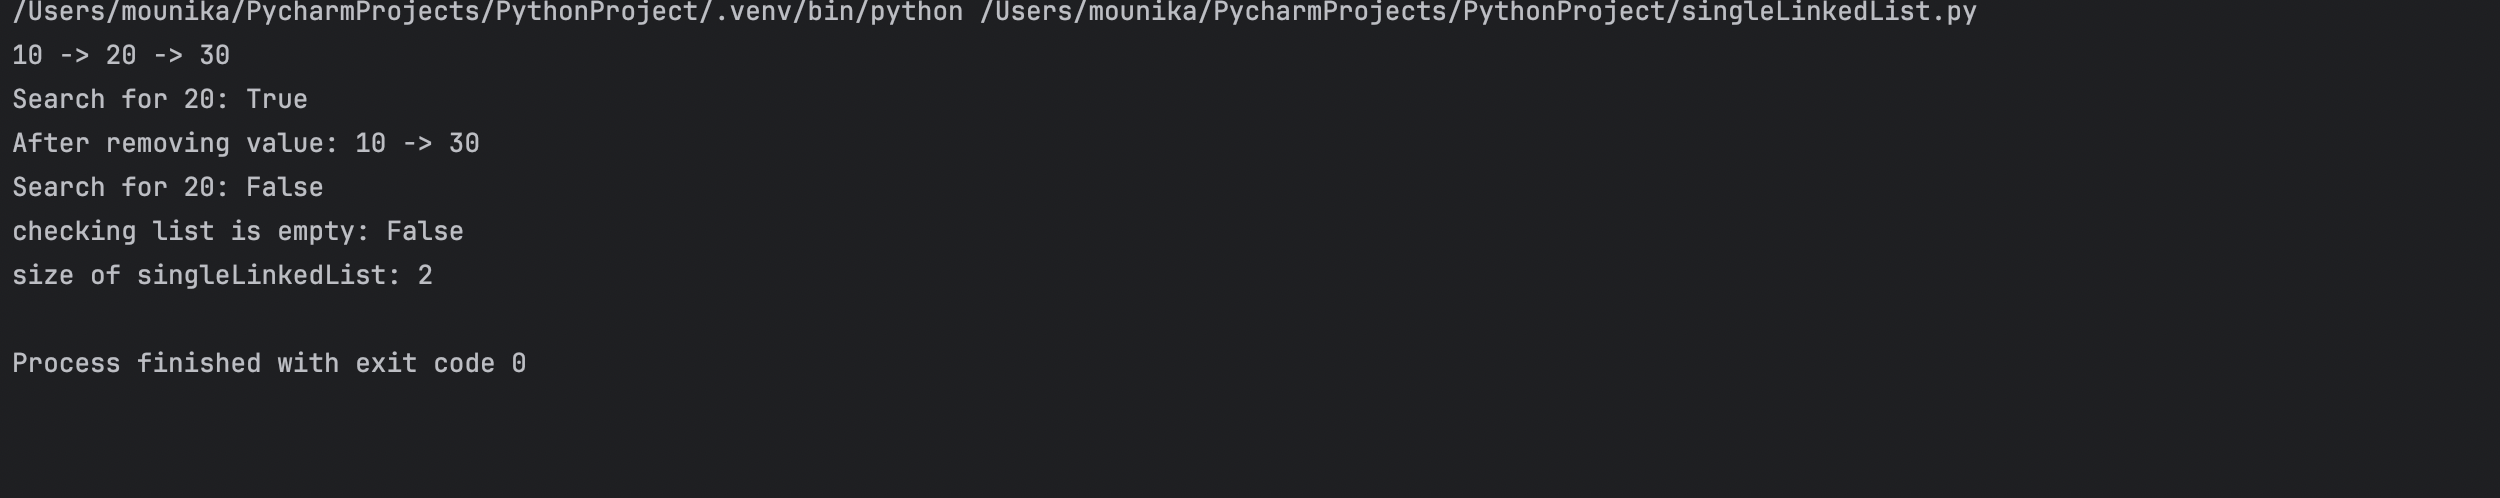 /Users/mounika/PycharmProjects/PythonProject/.venv/bin/python /Users/mounika/PycharmProjects/PythonProject/singleLinkedList.py
10 -> 20 -> 30
Search for 20: True
After removing value: 10 -> 30
Search for 20: False
checking list is empty: False
size of singleLinkedList: 2
Process finished with exit code 0